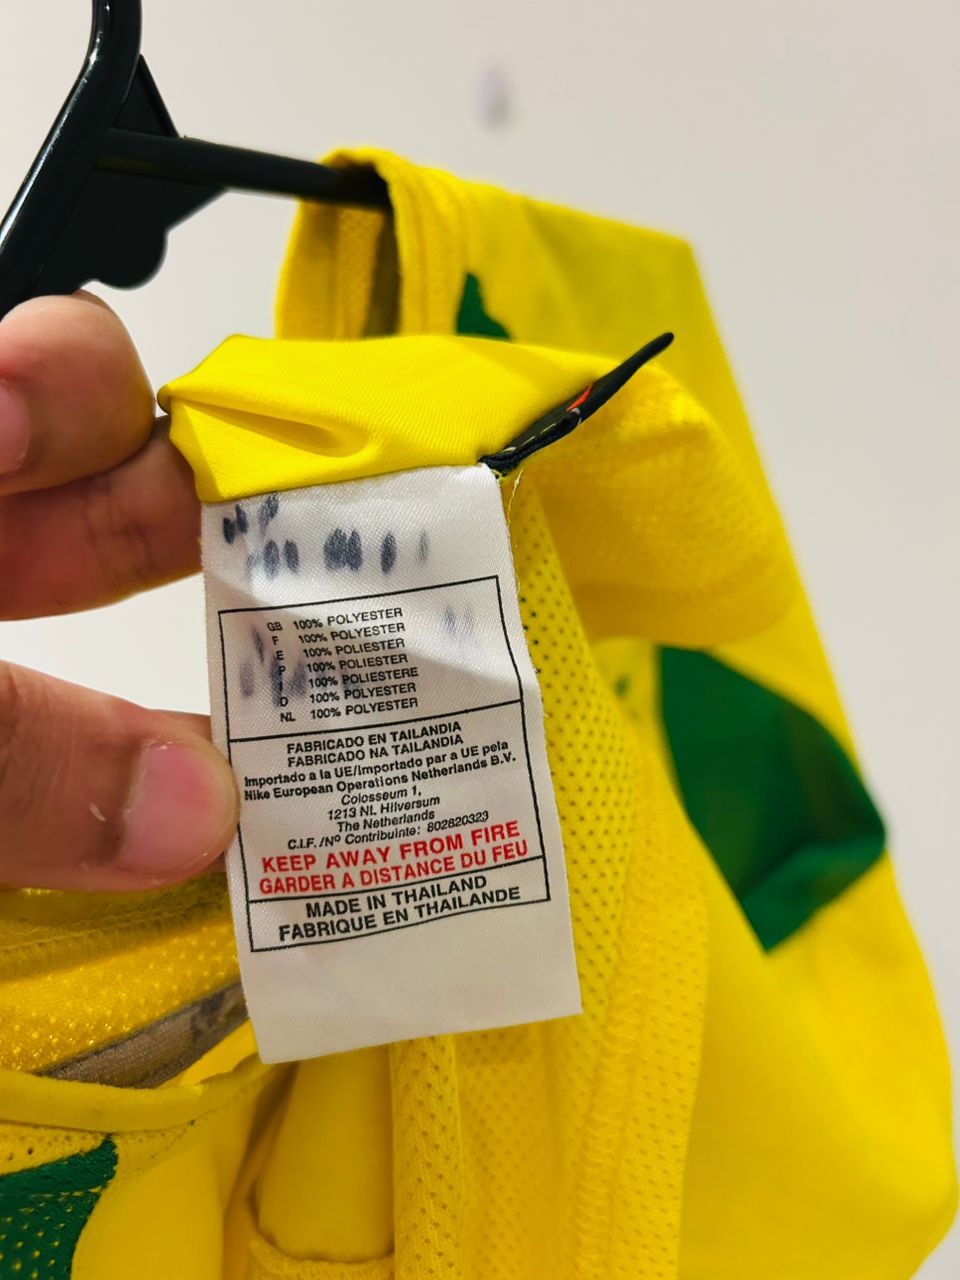 GB 100% POLYESTER
F 100% POLYESTER
E 100% POLYESTER
P 100% POLIESTER
I 100% POLIESTERE
D 100% POLYESTER
NL 100% POLYESTER
FABRICADO EN TAILANDIA
FABRICADO NA TAILANDIA
Importado a la UE/Importado par a UE pela
Nike European Operations Netherlands B.V.
Colosseum 1,
1213 NL Hilversum
The Netherlands
C.I.F. /Nº Contribuinte: 802820323
KEEP AWAY FROM FIRE
GARDER A DISTANCE DU FEU
MADE IN THAILAND
FABRIQUE EN THAILANDE